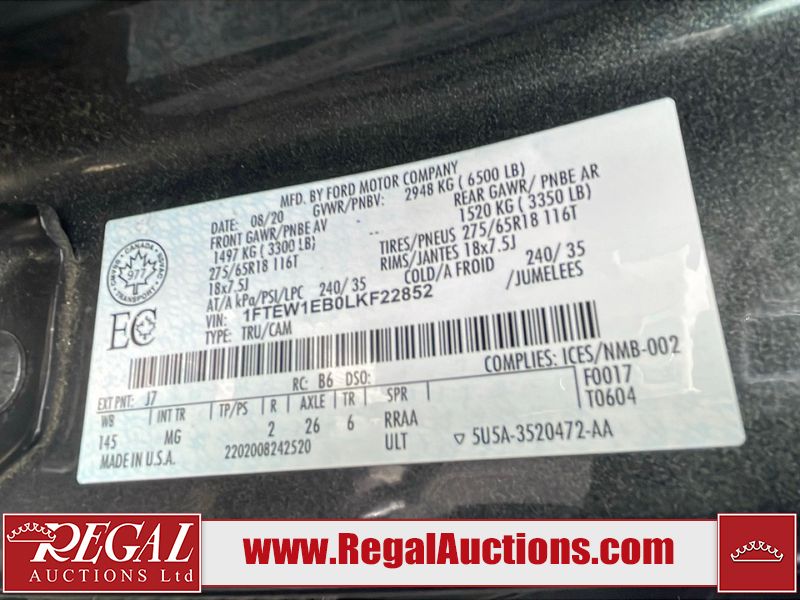 MFD. BY FORD MOTOR COMPANY
DATE: 08/20 GVWR/PNBV: 2948 KG ( 6500 LB)
FRONT GAWR/PNBE AV REAR GAWR/ PNBE AR
1497 KG ( 3300 LB) 1520 KG ( 3350 LB)
275/65R18 116T TIRES/PNEUS 275/65R18 116T
18x7.5J RIMS/JANTES 18x7.5J
AT/A kPa/PSI/LPC 240/ 35 COLD/A FROID 240/ 35
VIN: 1FTEW1EB0LKF22852 /JUMELEES
TYPE: TRU/CAM
CANADA
TRANSPORT
977
EC
COMPLIES: ICES/NMB-002
EXT PNT: J7 RC: B6 DSO: F0017
WB INT TR TP/PS R AXLE TR SPR T0604
145 MG 2 26 6 RRAA
MADE IN U.S.A. 2202008242520 ULT ▽ 5U5A-3520472-AA
REGAL
AUCTIONS Ltd
www.RegalAuctions.com